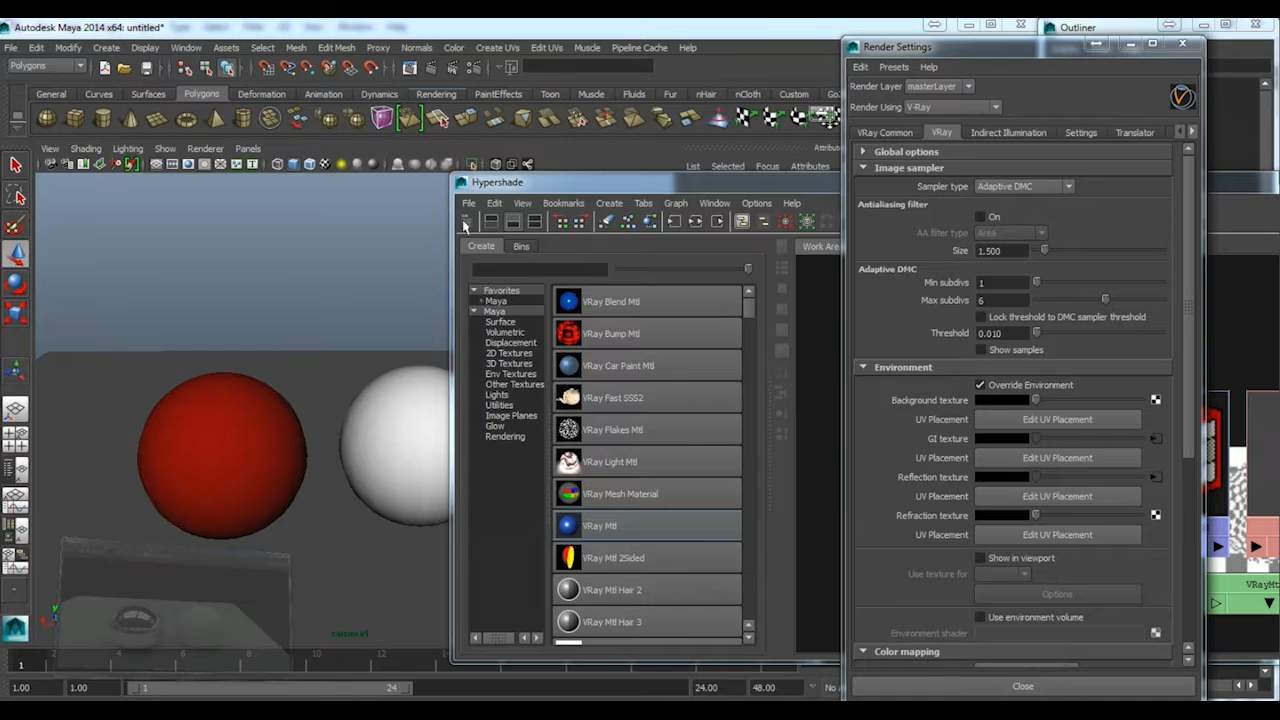 Autodesk Maya 2014 x64: untitled*
Outliner
File Edit Modify Create Display Window Assets Select Mesh Edit Mesh Proxy Normals Color Create UVs Edit UVs Muscle Pipeline Cache Help
Polygons
General Curves Surfaces Polygons Deformation Animation Dynamics Rendering PaintEffects Toon Muscle Fluids Fur nHair nCloth Custom
View Shading Lighting Show Renderer Panels
List Selected Focus Attributes
Hypershade
File Edit View Bookmarks Create Tabs Graph Window Options Help
Create Bins
Work Area
Favorites
+ Maya
Maya
Surface
Volumetric
Displacement
2D Textures
3D Textures
Env Textures
Other Textures
Lights
Utilities
Image Planes
Glow
Rendering
VRay Blend Mtl
VRay Bump Mtl
VRay Car Paint Mtl
VRay Fast SSS2
VRay Flakes Mtl
VRay Light Mtl
VRay Mesh Material
VRay Mtl
VRay Mtl 2Sided
VRay Mtl Hair 2
VRay Mtl Hair 3
Render Settings
Edit Presets Help
Render Layer masterLayer
Render Using V-Ray
VRay Common VRay Indirect Illumination Settings Translator
Global options
Image sampler
Sampler type Adaptive DMC
Antialiasing filter
On
AA filter type Area
Size 1.500
Adaptive DMC
Min subdivs 1
Max subdivs 6
Lock threshold to DMC sampler threshold
Threshold 0.010
Show samples
Environment
Override Environment
Background texture
UV Placement Edit UV Placement
GI texture
UV Placement Edit UV Placement
Reflection texture
UV Placement Edit UV Placement
Refraction texture
UV Placement Edit UV Placement
Show in viewport
Use texture for
Options
Use environment volume
Environment shader
Color mapping
Close
y
camera1
1 2 4 6 8 10 12 14
1.00 1.00 1 24 24.00 48.00